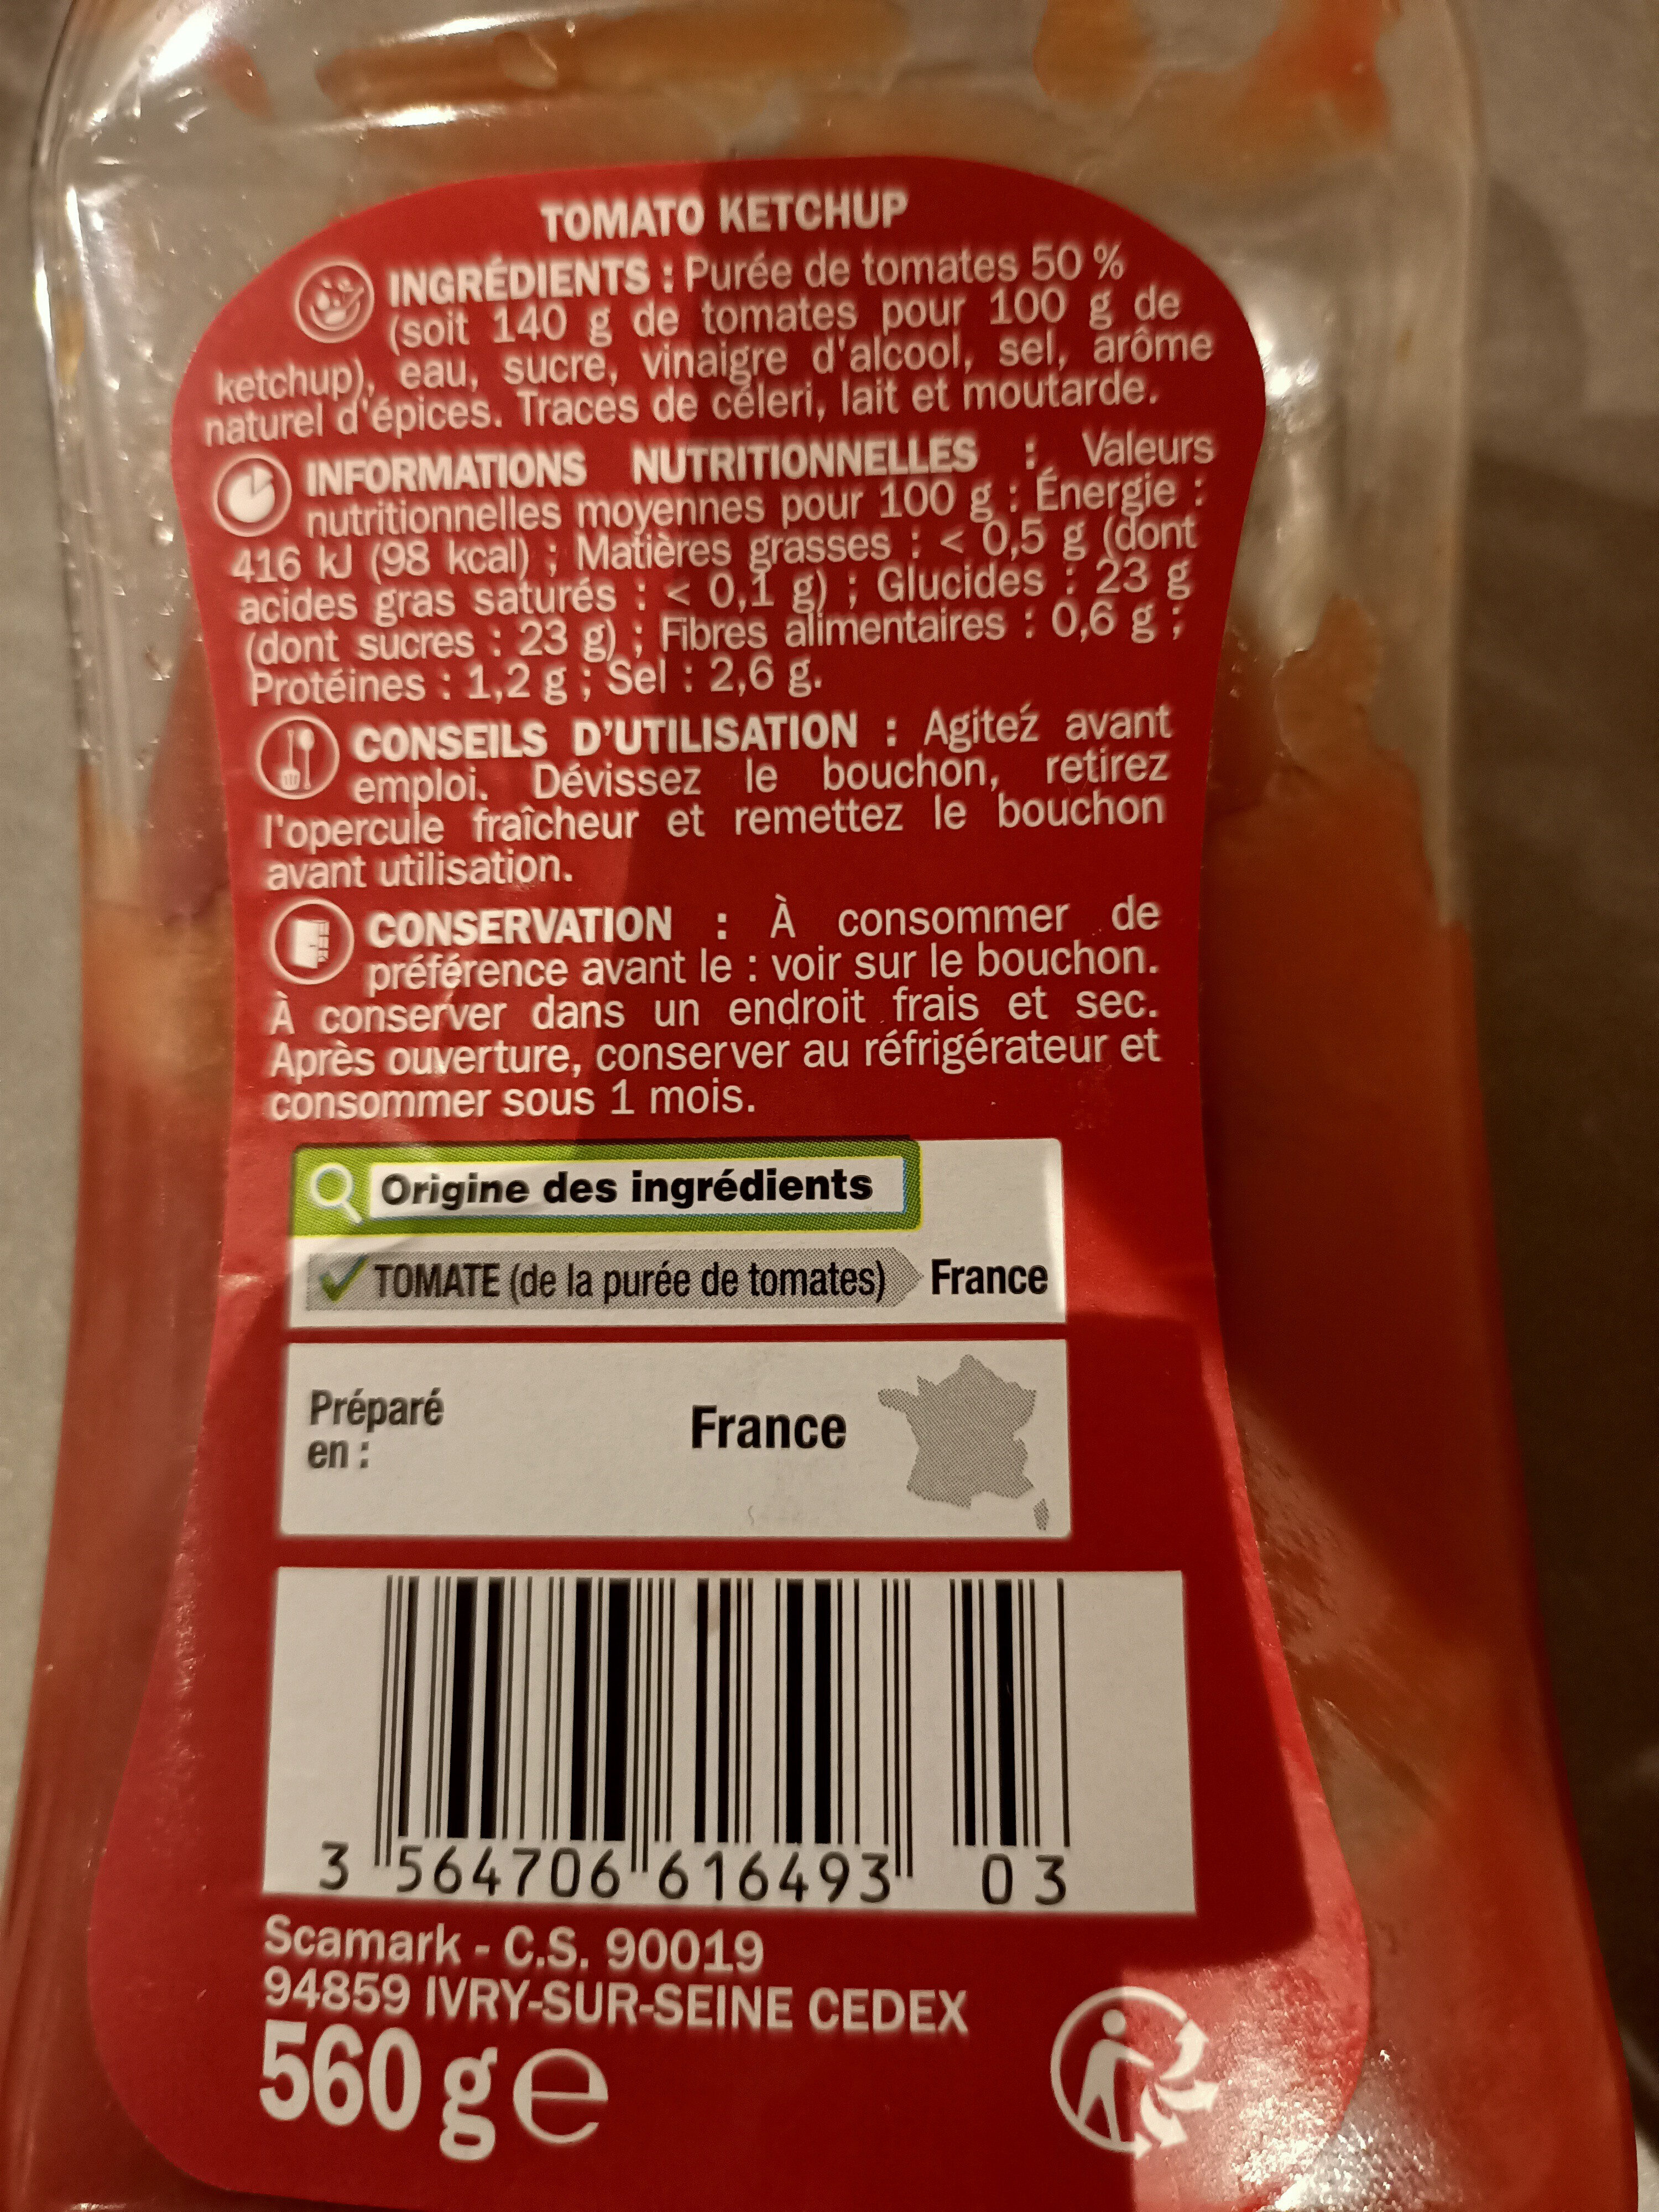 TOMATO KETCHUP
INGRÉDIENTS : Purée de tomates 50 %
(soit 140 g de tomates pour 100 g de
ketchup), eau, sucre, vinaigre d'alcool, sel, arôme
naturel d'épices. Traces de céleri, lait et moutarde.
INFORMATIONS NUTRITIONNELLES : Valeurs
nutritionnelles moyennes pour 100 g : Énergie :
416 kJ (98 kcal) ; Matières grasses : < 0,5 g (dont
acides gras saturés : < 0,1 g) ; Glucides : 23 g
(dont sucres : 23 g) ; Fibres alimentaires : 0,6 g ;
Protéines : 1,2 g ; Sel : 2,6 g.
CONSEILS D'UTILISATION : Agitez avant
emploi. Dévissez le bouchon, retirez
l'opercule fraîcheur et remettez le bouchon
avant utilisation.
CONSERVATION : À consommer de
préférence avant le : voir sur le bouchon.
À conserver dans un endroit frais et sec.
Après ouverture, conserver au réfrigérateur et
consommer sous 1 mois.
Origine des ingrédients
TOMATE (de la purée de tomates) France
Préparé
en :
France
3 564706 616493 03
Scamark - C.S. 90019
94859 IVRY-SUR-SEINE CEDEX
560 g e